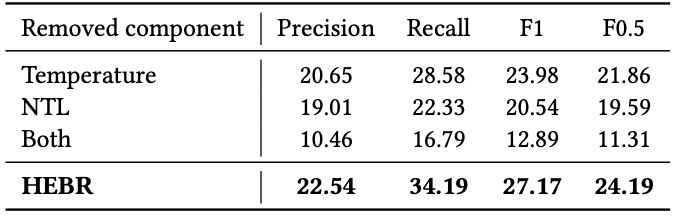 Removed component Precision Recall F1 F0.5
Temperature 20.65 28.58 23.98 21.86
NTL 19.01 22.33 20.54 19.59
Both 10.46 16.79 12.89 11.31
HEBR 22.54 34.19 27.17 24.19